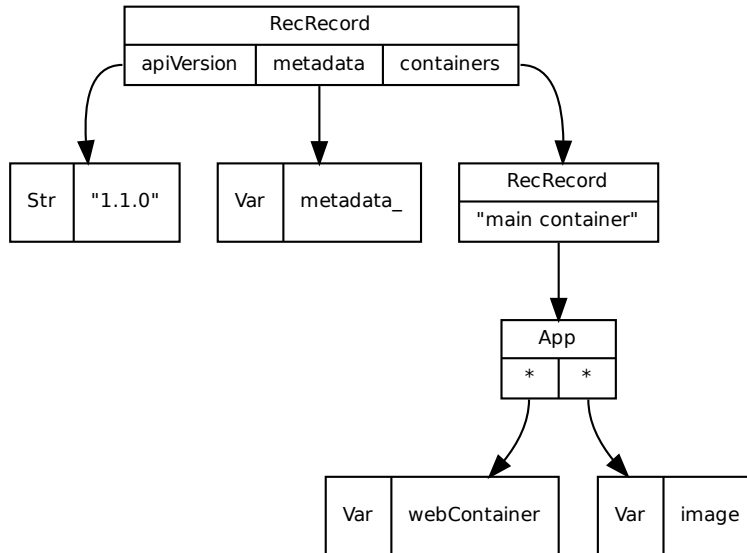 RecRecord
apiVersion metadata containers
Str "1.1.0" Var metadata_ RecRecord
"main container"
App
* *
Var webContainer Var image